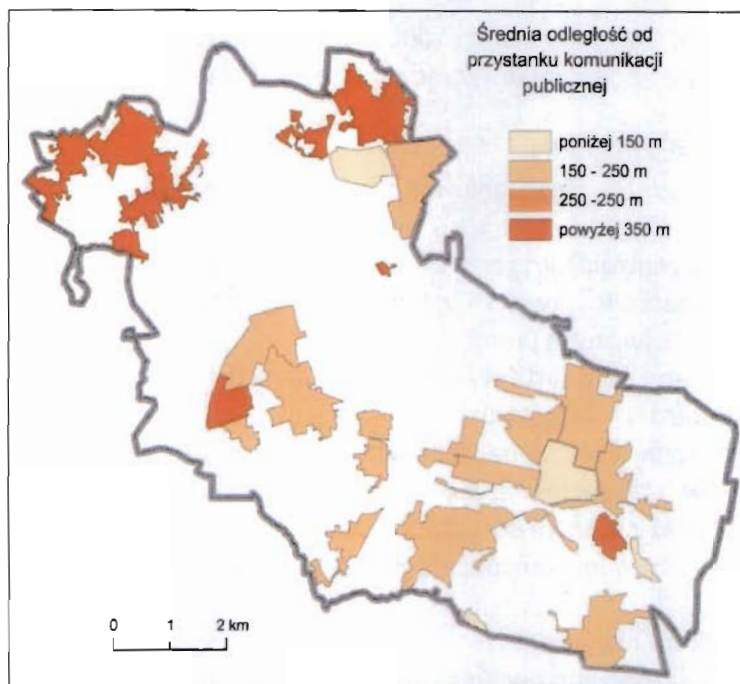 Średnia odległość od
przystanku komunikacji
publicznej
poniżej 150 m
150 - 250 m
250 -250 m
powyżej 350 m
0 1 2 km